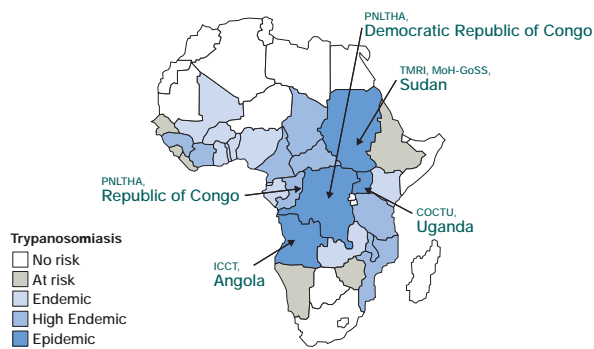 PNLTHA,
Democratic Republic of Congo
TMRI, MoH-GoSS,
Sudan
PNLTHA,
Republic of Congo
COCTU,
Uganda
ICCT,
Angola
Trypanosomiasis
No risk
At risk
Endemic
High Endemic
Epidemic